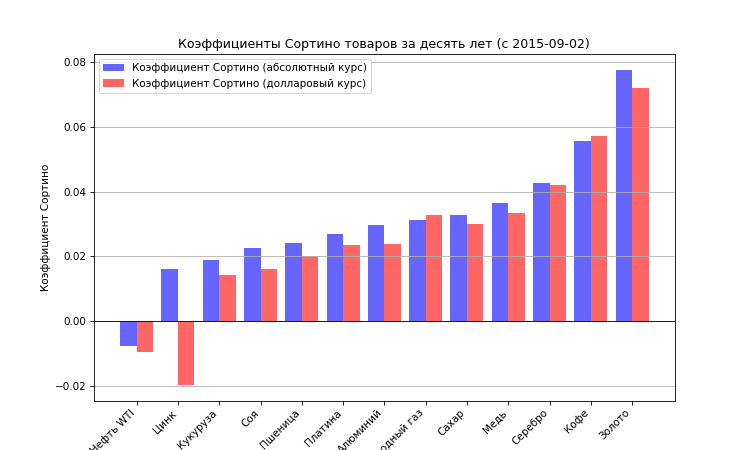 Коэффициенты Сортино товаров за десять лет (с 2015-09-02)
Коэффициент Сортино (абсолютный курс)
Коэффициент Сортино (долларовый курс)
Коэффициент Сортино
0.08
0.06
0.04
0.02
0.00
−0.02
Нефть WTI
Цинк
Кукуруза
Соя
Пшеница
Платина
Алюминий
газ
Сахар
Медь
Серебро
Кофе
Золото